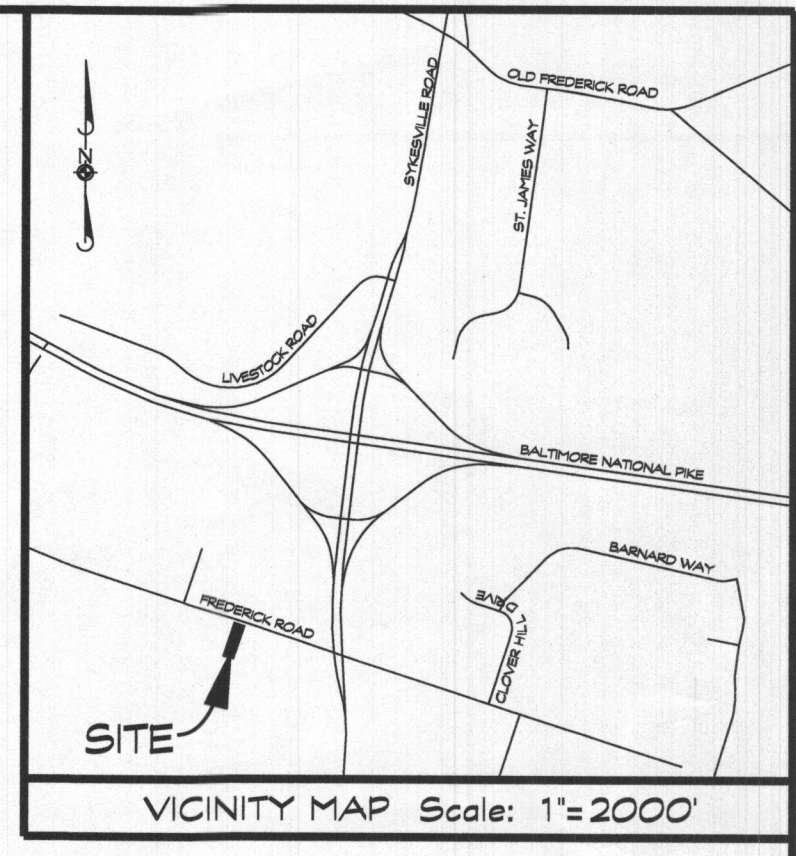 OLD FREDERICK ROAD
SYKESVILLE ROAD
ST. JAMES WAY
N
LIVESTOCK ROAD
BALTIMORE NATIONAL PIKE
BARNARD WAY
FREDERICK ROAD
CLOVER HILL DRIVE
SITE
VICINITY MAP Scale: 1"=2000'